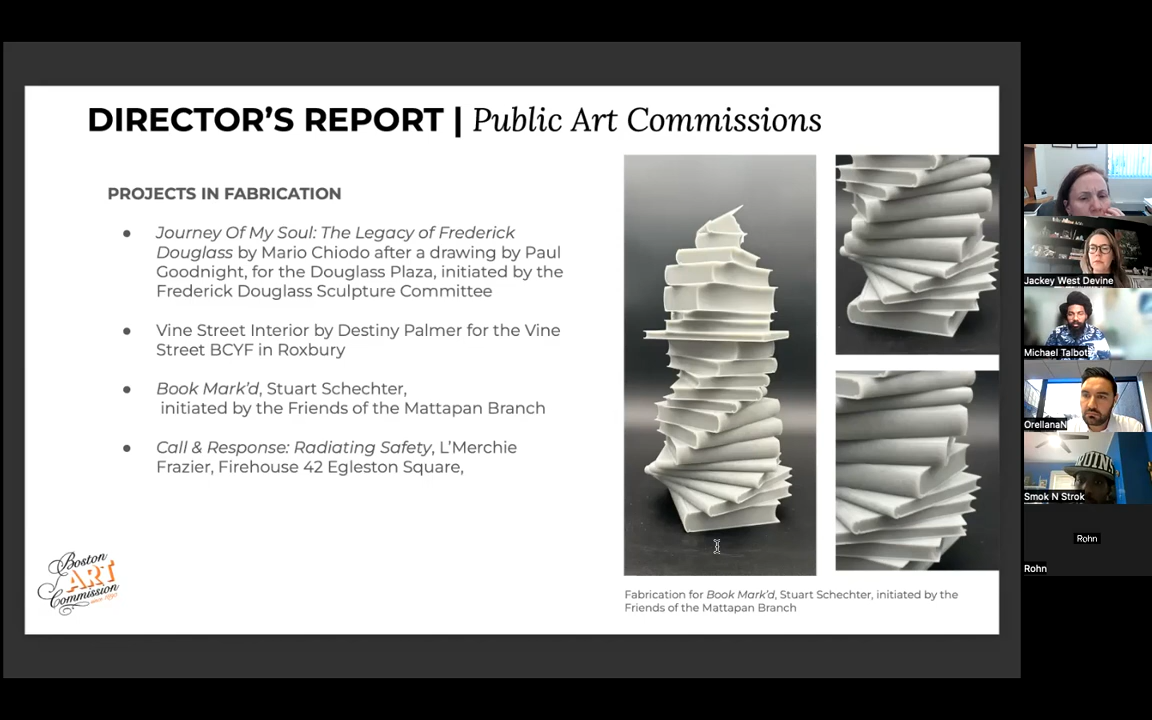 DIRECTOR'S REPORT | Public Art Commissions
PROJECTS IN FABRICATION
● Journey Of My Soul: The Legacy of Frederick
Douglass by Mario Chiodo after a drawing by Paul
Goodnight, for the Douglass Plaza, initiated by the
Frederick Douglass Sculpture Committee
● Vine Street Interior by Destiny Palmer for the Vine
Street BCYF in Roxbury
● Book Mark'd, Stuart Schechter,
initiated by the Friends of the Mattapan Branch
● Call & Response: Radiating Safety, L'Merchie
Frazier, Firehouse 42 Egleston Square,
Fabrication for Book Mark'd, Stuart Schechter, initiated by the
Friends of the Mattapan Branch
Boston
ART
Commission
since 1890
Jackey West Devine
Michael Talbot
OrellanaN
UINS
Smok N Strok
Rohn
Rohn